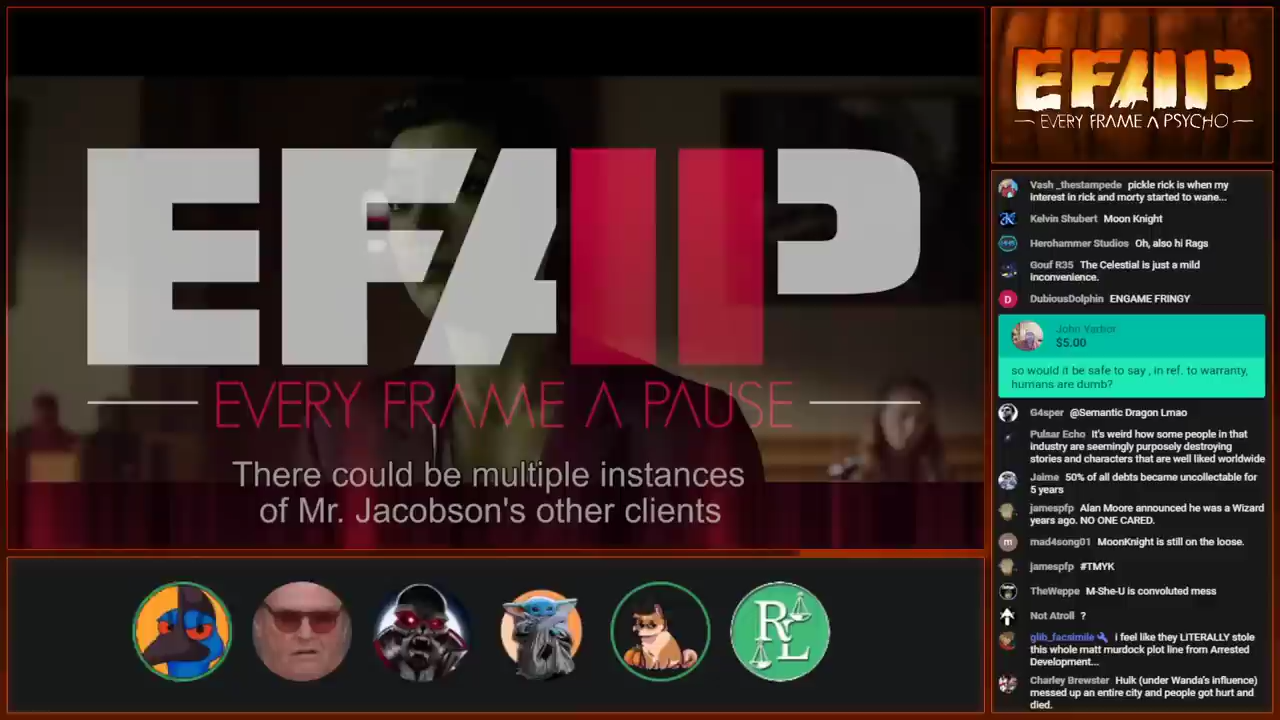 EFAP
EVERY FRAME A PAUSE
There could be multiple instances
of Mr. Jacobson's other clients
RL
EFAP
EVERY FRAME A PSYCHO
Vash _thestampede pickle rick is when my
interest in rick and morty started to wane...
Kelvin Shubert Moon Knight
Herohammer Studios Oh, also hi Rags
Gouf R35 The Celestial is just a mild
inconvenience.
D DubiousDolphin ENGAME FRINGY
John Yarbor
$5.00
so would it be safe to say , in ref. to warranty,
humans are dumb?
G4sper @Semantic Dragon Lmao
Pulsar Echo It's weird how some people in that
industry are seemingly purposely destroying
stories and characters that are well liked worldwide
Jaime 50% of all debts became uncollectable for
5 years
jamespfp Alan Moore announced he was a Wizard
years ago. NO ONE CARED.
m mad4song01 MoonKnight is still on the loose.
jamespfp #TMYK
TheWeppe M-She-U is convoluted mess
Not Atroll ?
glib_facsimile i feel like they LITERALLY stole
this whole matt murdock plot line from Arrested
Development...
Charley Brewster Hulk (under Wanda's influence)
messed up an entire city and people got hurt and
died.